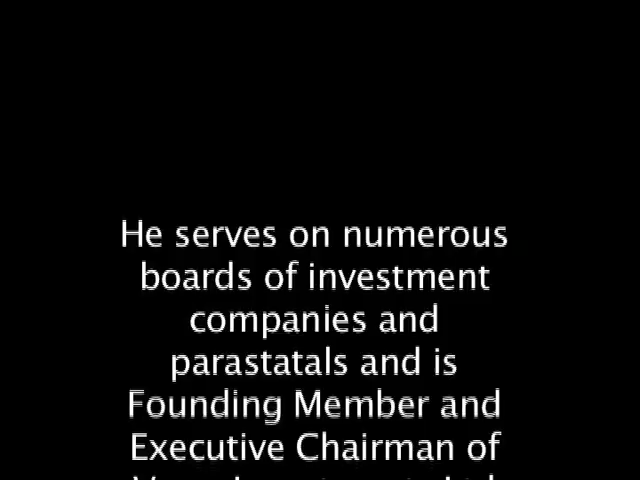 He serves on numerous
boards of investment
companies and
parastatals and is
Founding Member and
Executive Chairman of